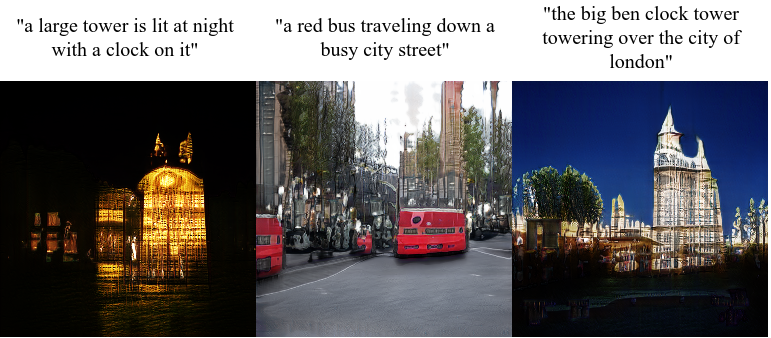 "a large tower is lit at night
with a clock on it"
"a red bus traveling down a
busy city street"
"the big ben clock tower
towering over the city of
london"